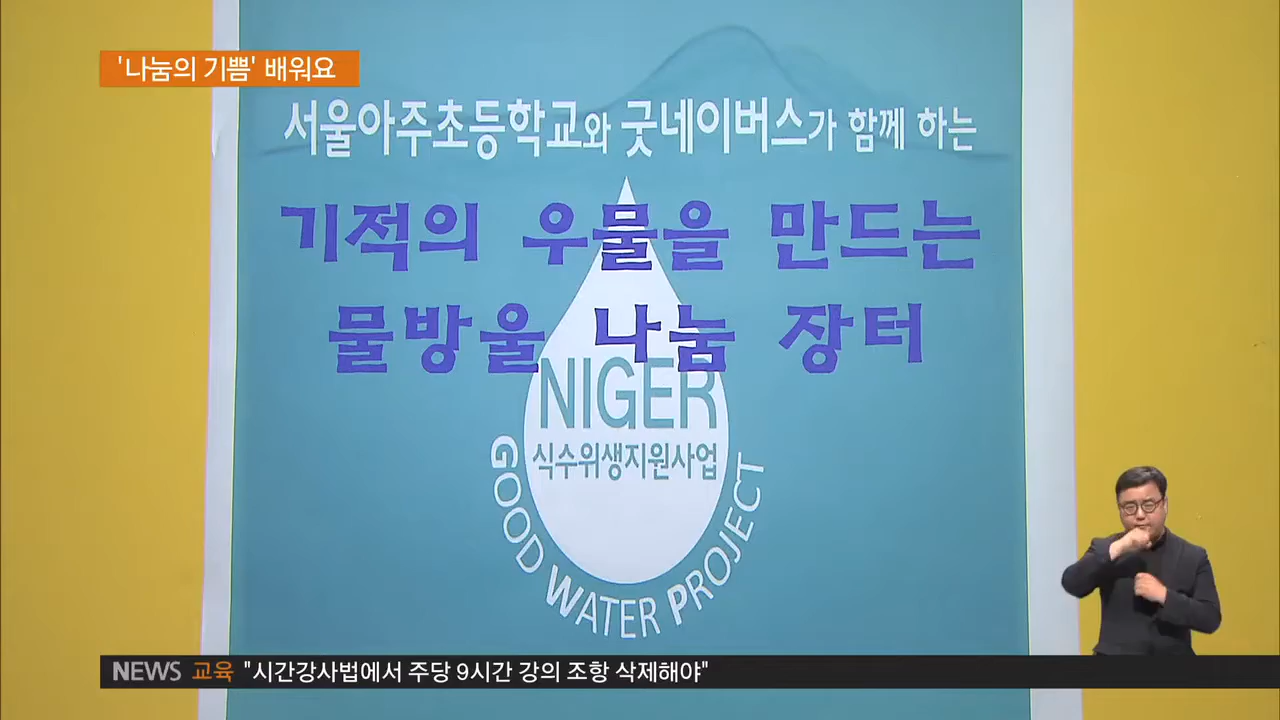 '나눔의 기쁨' 배워요
서울아주초등학교와 굿네이버스가 함께 하는
기적의 우물을 만드는
물방울 나눔 장터
NIGER
식수위생지원사업
GOOD WATER PROJECT
NEWS 교육 "시간강사법에서 주당 9시간 강의 조항 삭제해야"